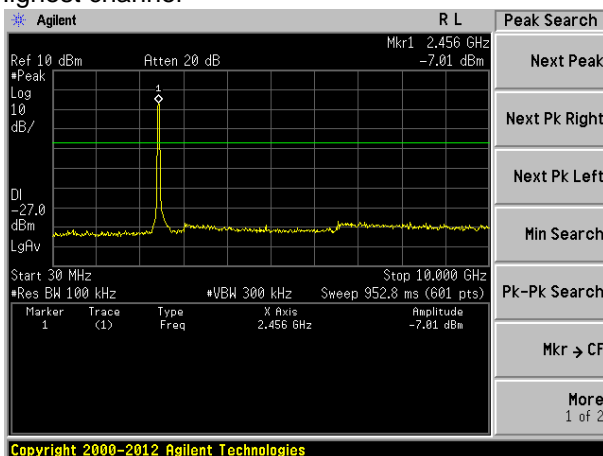 Agilent R L Peak Search
Mkr1 2.456 GHz
Ref 10 dBm Atten 20 dB -7.01 dBm
#Peak
Log
10
dB/
1
DI
-27.0
dBm
LgAv
Start 30 MHz Stop 10.000 GHz
#Res BW 100 kHz #VBW 300 kHz Sweep 952.8 ms (601 pts)
Marker Trace Type X Axis Amplitude
1 (1) Freq 2.456 GHz -7.01 dBm
Next Peak
Next Pk Right
Next Pk Left
Min Search
Pk-Pk Search
Mkr → CF
More
1 of 2
Copyright 2000-2012 Agilent Technologies